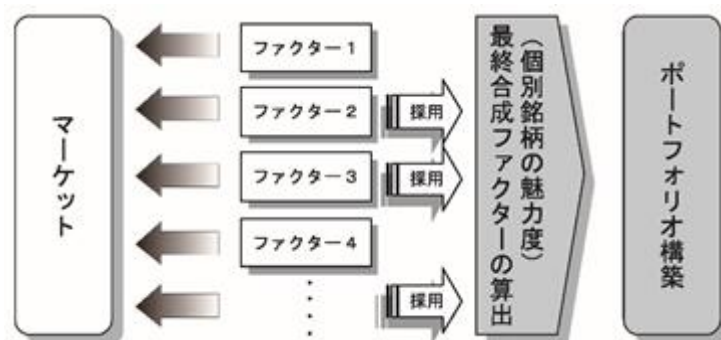 マーケット
ファクター1
ファクター2
ファクター3
ファクター4
採用
採用
採用
最終合成ファクターの算出
（個別銘柄の魅力度）
ポートフォリオ構築